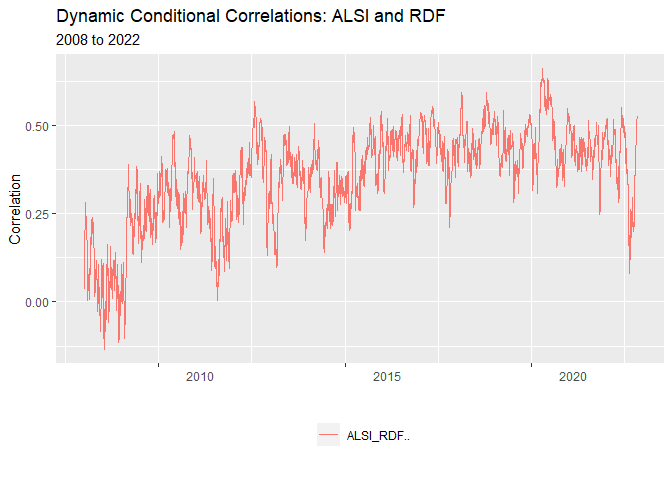 Dynamic Conditional Correlations: ALSI and RDF
2008 to 2022
Correlation
0.50
0.25
0.00
2010
2015
2020
ALSI_RDF..